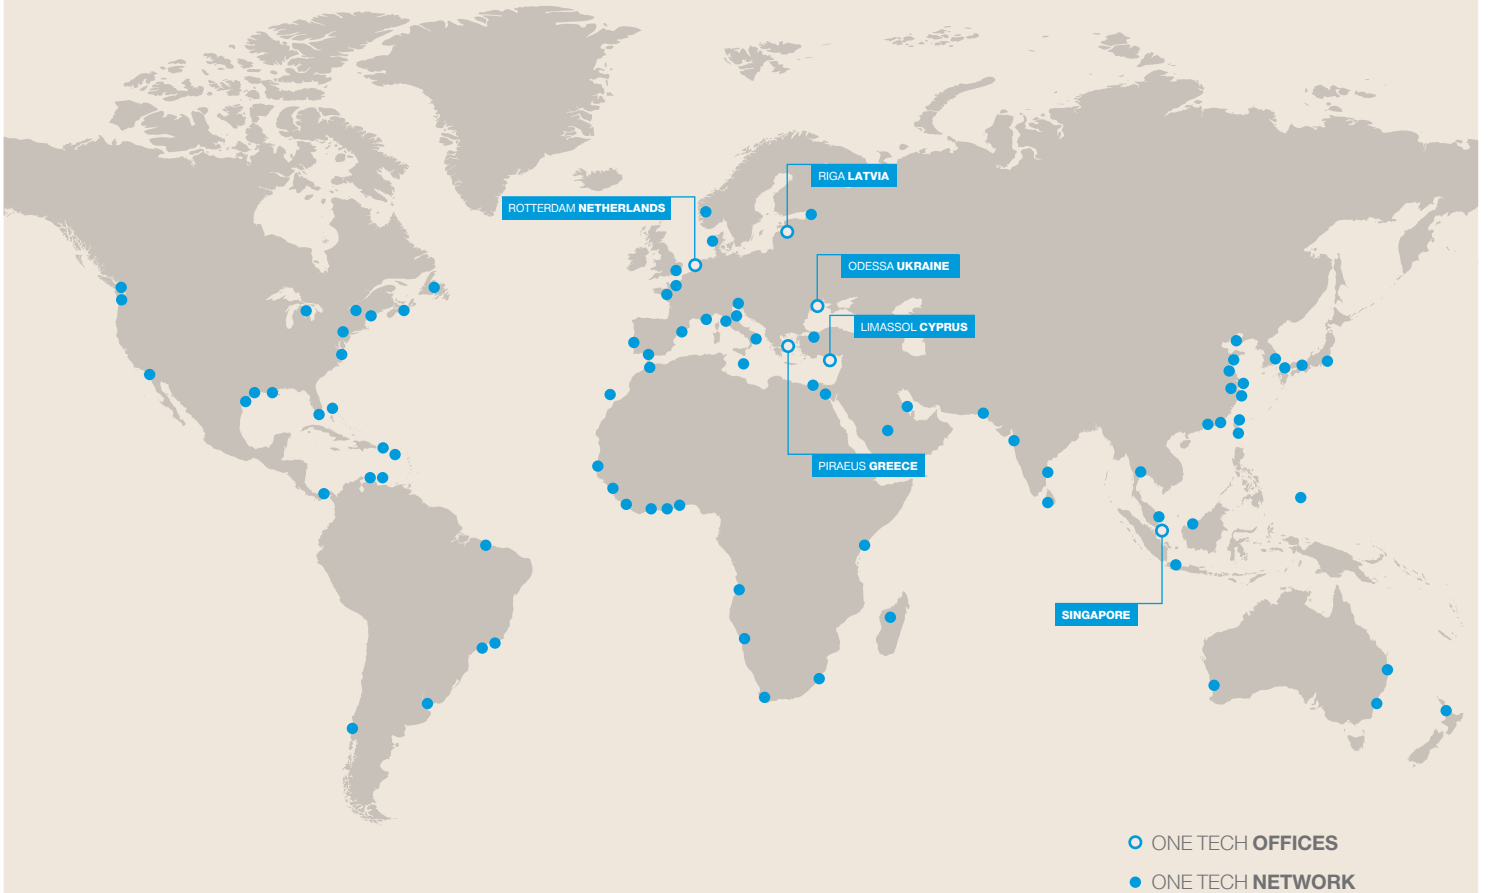 RIGA LATVIA
ROTTERDAM NETHERLANDS
ODESSA UKRAINE
LIMASSOL CYPRUS
PIRAEUS GREECE
SINGAPORE
ONE TECH OFFICES
ONE TECH NETWORK